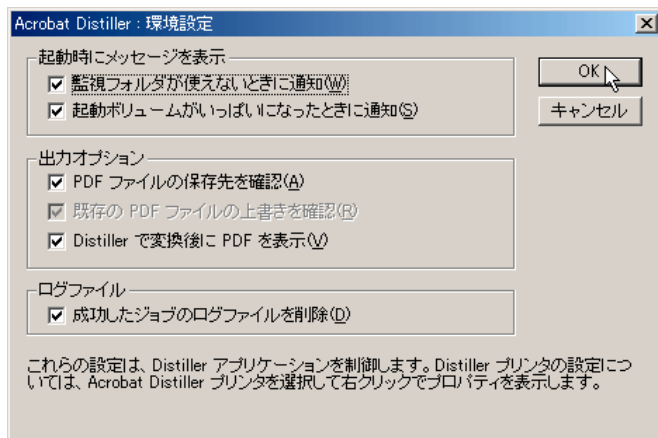 Acrobat Distiller : 環境設定
起動時にメッセージを表示
監視フォルダが使えないときに通知(W)
起動ボリュームがいっぱいになったときに通知(S)
OK
キャンセル
出力オプション
PDF ファイルの保存先を確認(A)
既存の PDF ファイルの上書きを確認(R)
Distiller で変換後に PDF を表示(V)
ログファイル
成功したジョブのログファイルを削除(D)
これらの設定は、Distiller アプリケーションを制御します。Distiller プリンタの設定につ
いては、Acrobat Distiller プリンタを選択して右クリックでプロパティを表示します。